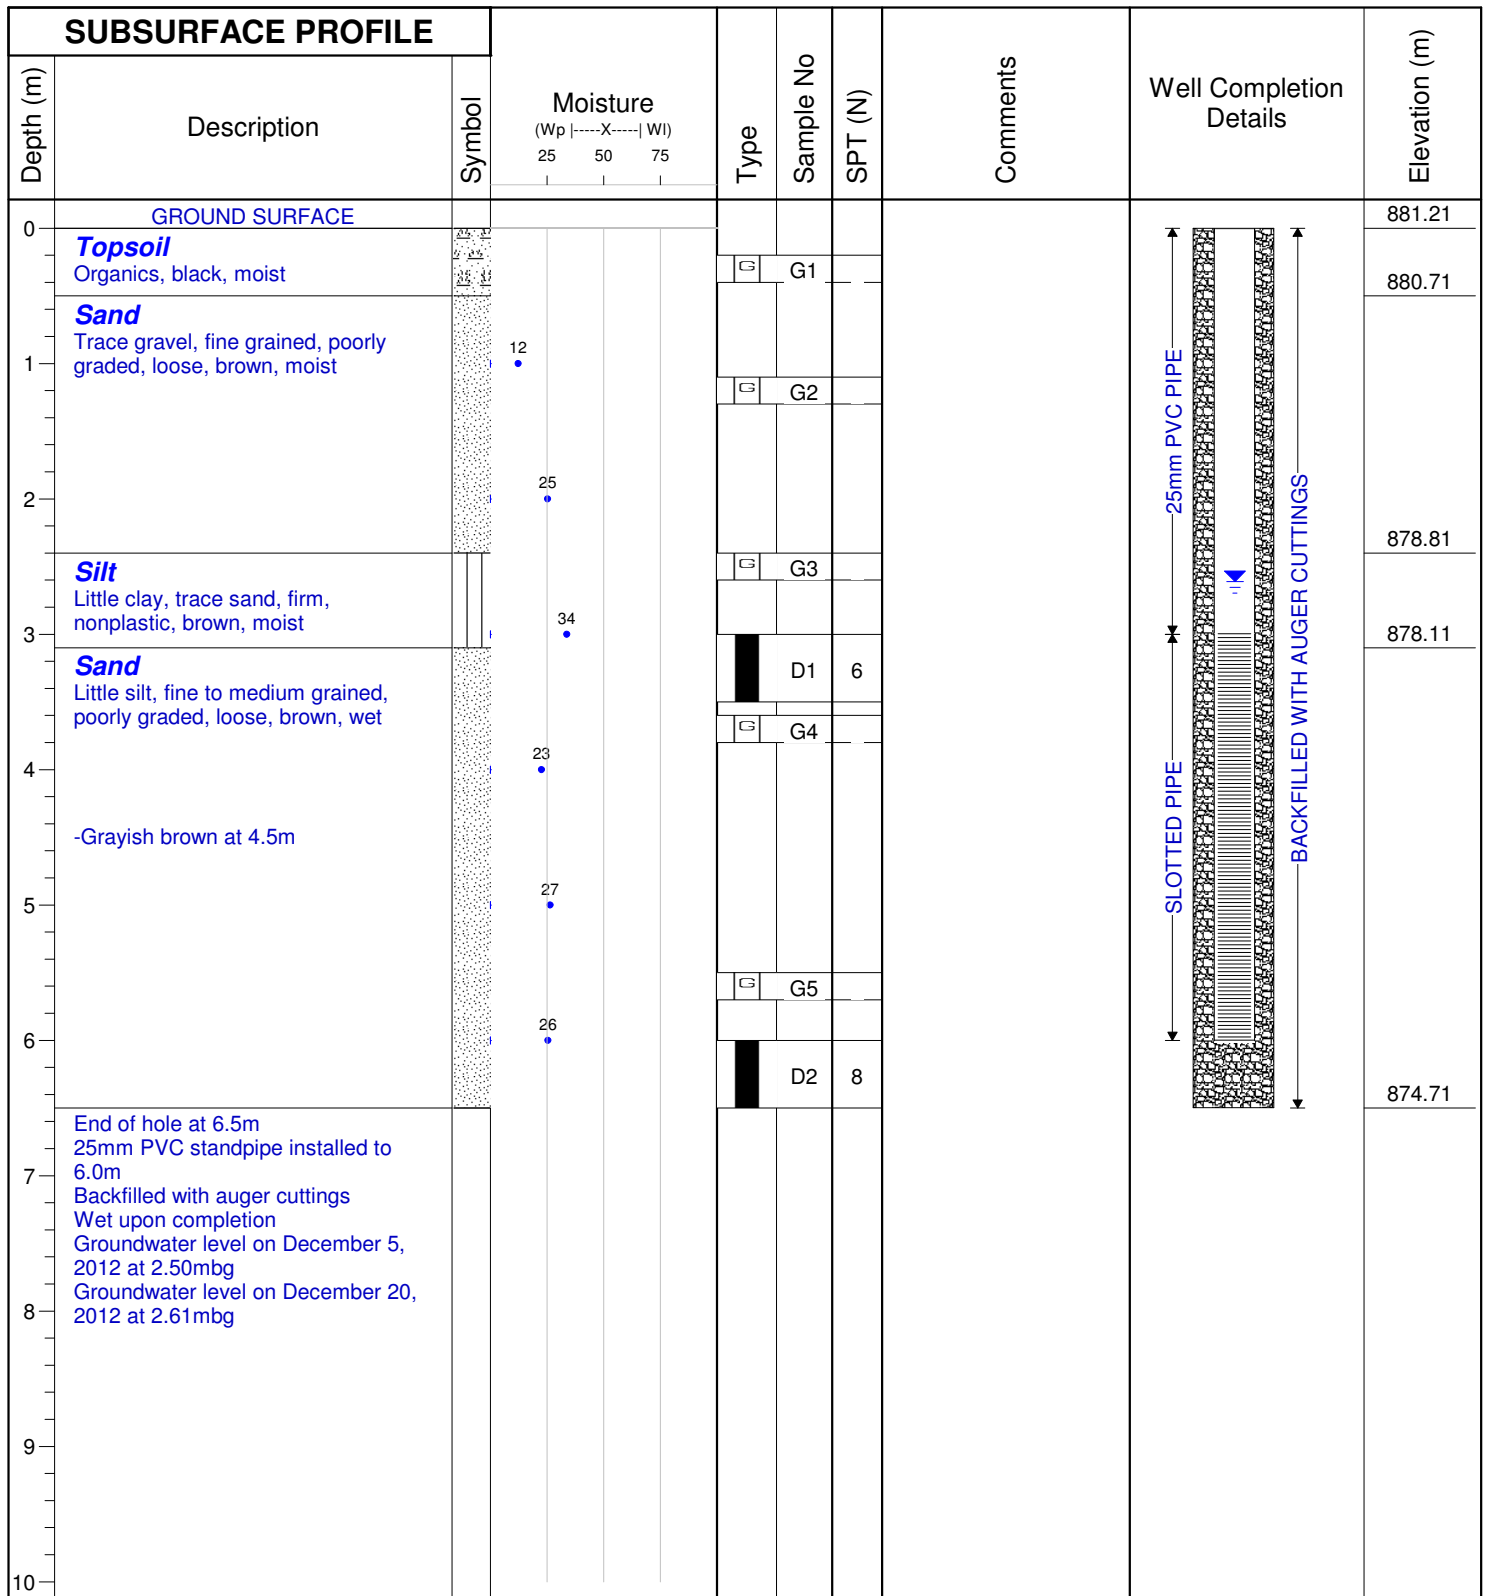 SUBSURFACE PROFILE
Depth (m)
Description
Symbol
Moisture
(Wp |-----X-----| Wl)
25 50 75
Type
Sample No
SPT (N)
Comments
Well Completion
Details
Elevation (m)
GROUND SURFACE
881.21
0
Topsoil
Organics, black, moist
G G1
880.71
Sand
Trace gravel, fine grained, poorly
graded, loose, brown, moist
12
1
G G2
25
2
878.81
Silt
Little clay, trace sand, firm,
nonplastic, brown, moist
G G3
34
3
878.11
Sand
Little silt, fine to medium grained,
poorly graded, loose, brown, wet
D1 6
G G4
23
4
-Grayish brown at 4.5m
27
5
G G5
26
6
D2 8
874.71
25mm PVC PIPE
SLOTTED PIPE
BACKFILLED WITH AUGER CUTTINGS
End of hole at 6.5m
25mm PVC standpipe installed to
6.0m
7
Backfilled with auger cuttings
Wet upon completion
Groundwater level on December 5,
2012 at 2.50mbg
Groundwater level on December 20,
2012 at 2.61mbg
8
9
10